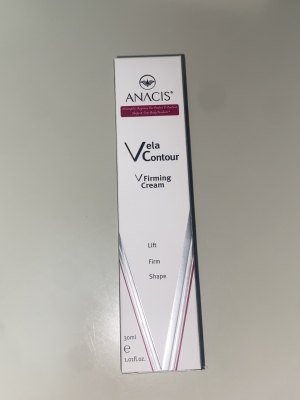 ANACIS®
Vela
Contour
V Firming
Cream
Lift
Firm
Shape
30ml
e
1.01fl.oz.